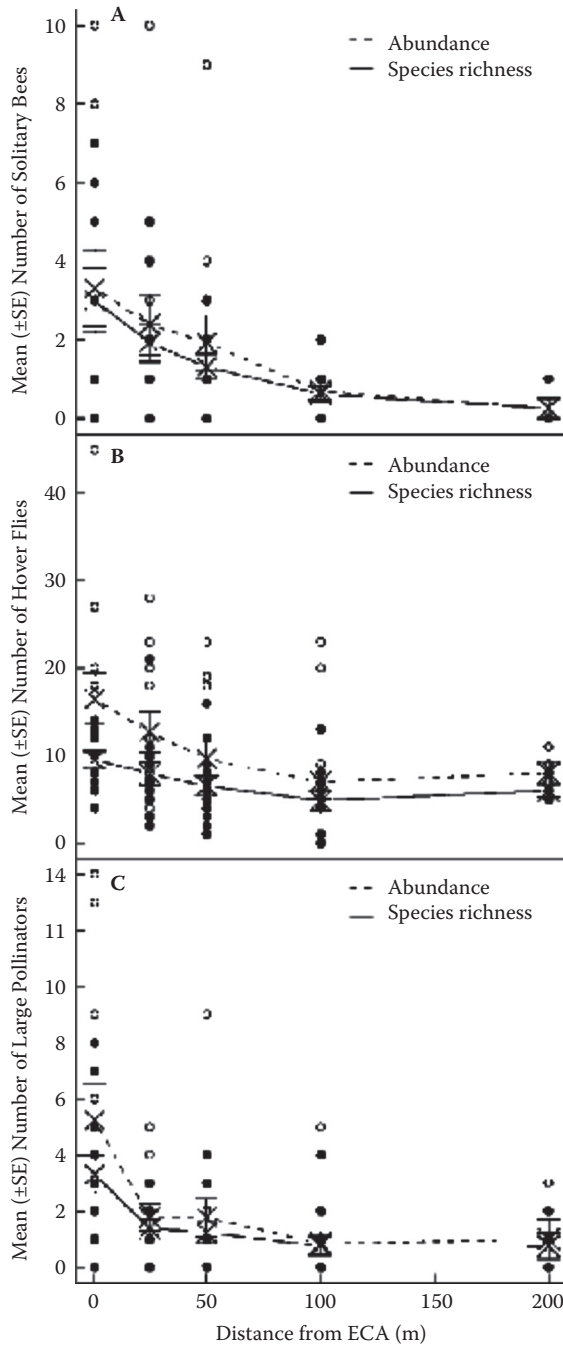 A
Abundance
Species richness
Mean (±SE) Number of Solitary Bees
10
8
6
4
2
0
B
Abundance
Species richness
Mean (±SE) Number of Hover Flies
40
30
20
10
0
C
Abundance
Species richness
Mean (±SE) Number of Large Pollinators
14
11
10
8
6
4
2
0
0
50
100
150
200
Distance from ECA (m)